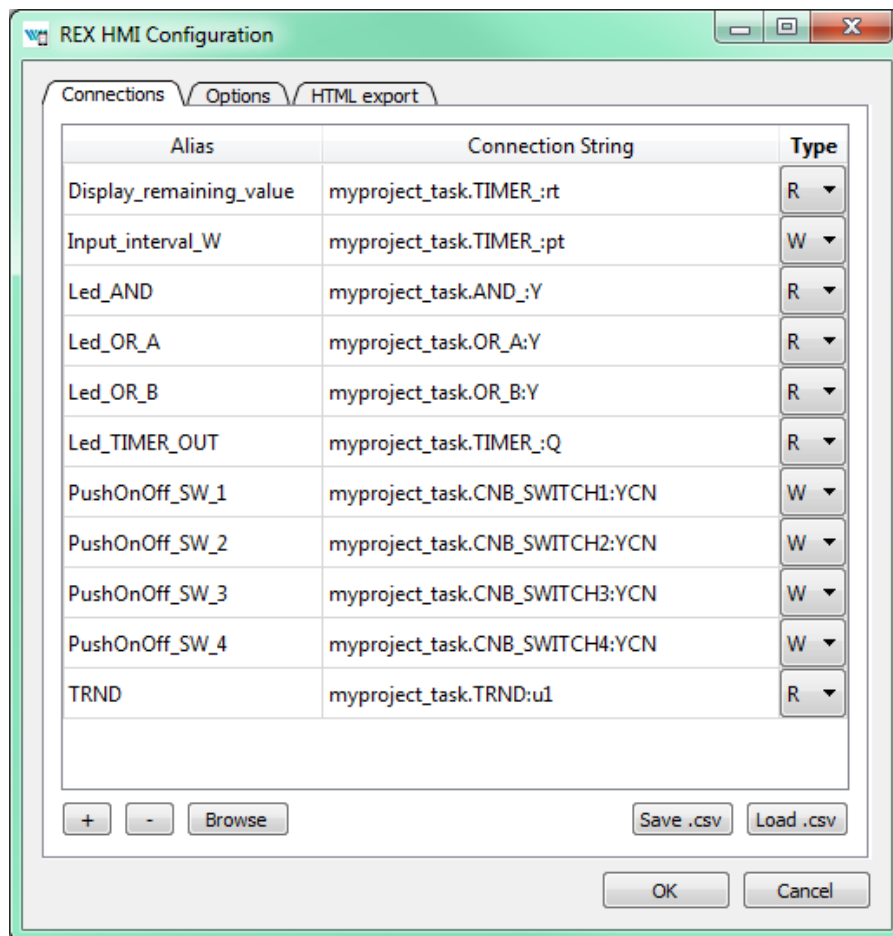 REX HMI Configuration
Connections Options HTML export
Alias Connection String Type
Display_remaining_value myproject_task.TIMER_:rt R
Input_interval_W myproject_task.TIMER_:pt W
Led_AND myproject_task.AND_:Y R
Led_OR_A myproject_task.OR_A:Y R
Led_OR_B myproject_task.OR_B:Y R
Led_TIMER_OUT myproject_task.TIMER_:Q R
PushOnOff_SW_1 myproject_task.CNB_SWITCH1:YCN W
PushOnOff_SW_2 myproject_task.CNB_SWITCH2:YCN W
PushOnOff_SW_3 myproject_task.CNB_SWITCH3:YCN W
PushOnOff_SW_4 myproject_task.CNB_SWITCH4:YCN W
TRND myproject_task.TRND:u1 R
+ - Browse Save .csv Load .csv
OK Cancel